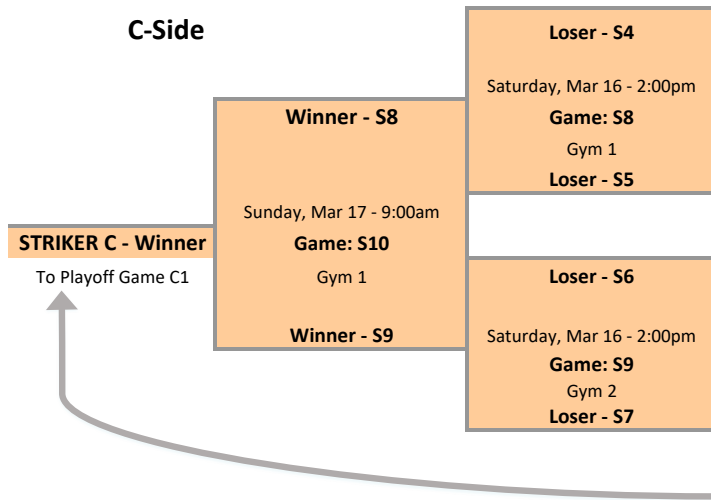 C-Side
Loser - S4
Saturday, Mar 16 - 2:00pm
Game: S8
Gym 1
Loser - S5
Winner - S8
Sunday, Mar 17 - 9:00am
Game: S10
Gym 1
Winner - S9
STRIKER C - Winner
To Playoff Game C1
Loser - S6
Saturday, Mar 16 - 2:00pm
Game: S9
Gym 2
Loser - S7